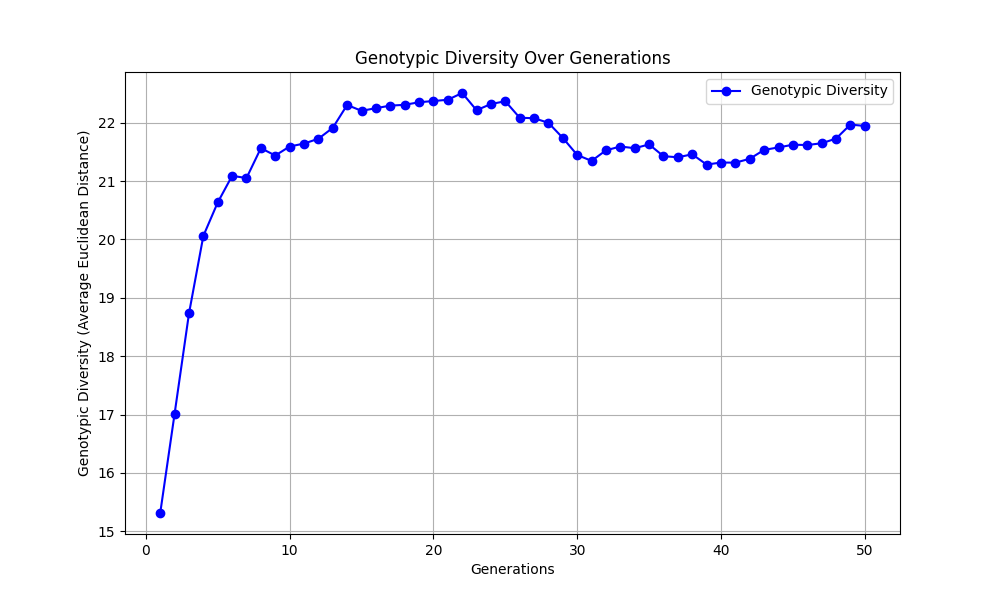 Genotypic Diversity Over Generations
Genotypic Diversity
Genotypic Diversity (Average Euclidean Distance)
22
21
20
19
18
17
16
15
0 10 20 30 40 50
Generations